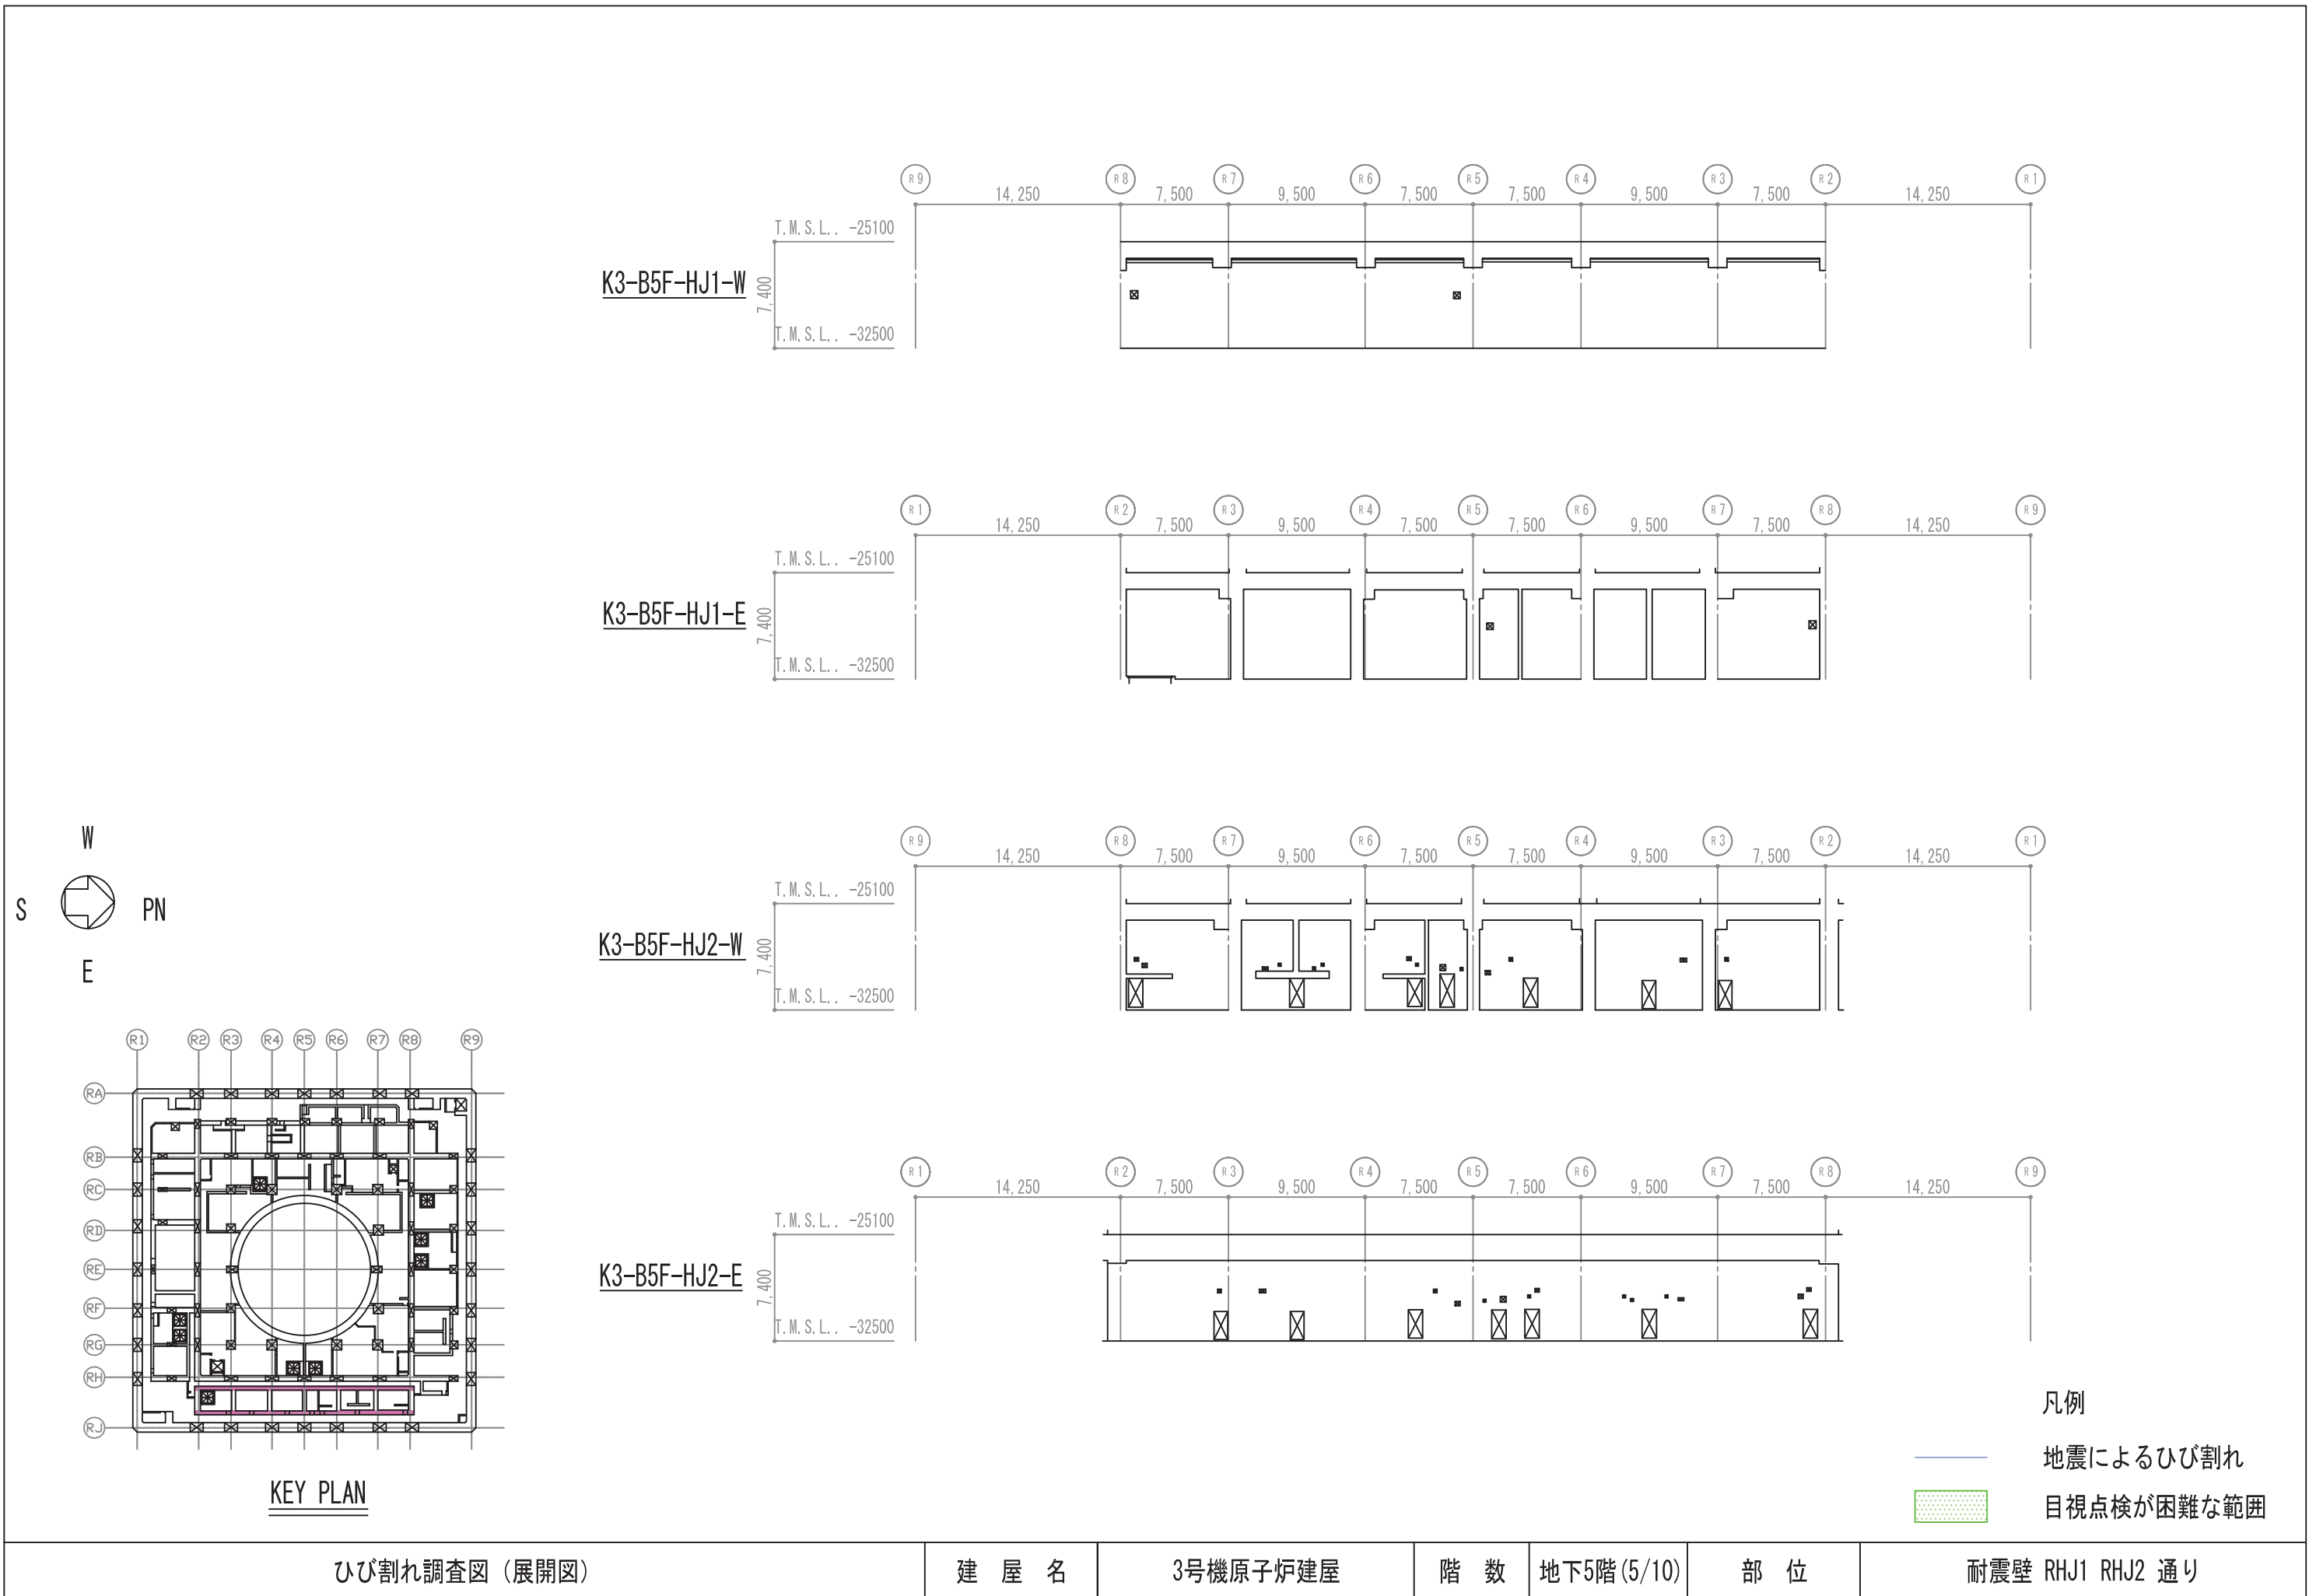 R9 R8 R7 R6 R5 R4 R3 R2 R1
14,250 7,500 9,500 7,500 7,500 9,500 7,500 14,250
T.M.S.L.. -25100
K3-B5F-HJ1-W
7,400
T.M.S.L.. -32500
R1 R2 R3 R4 R5 R6 R7 R8 R9
14,250 7,500 9,500 7,500 7,500 9,500 7,500 14,250
T.M.S.L.. -25100
K3-B5F-HJ1-E
7,400
T.M.S.L.. -32500
R9 R8 R7 R6 R5 R4 R3 R2 R1
14,250 7,500 9,500 7,500 7,500 9,500 7,500 14,250
T.M.S.L.. -25100
K3-B5F-HJ2-W
7,400
T.M.S.L.. -32500
R1 R2 R3 R4 R5 R6 R7 R8 R9
14,250 7,500 9,500 7,500 7,500 9,500 7,500 14,250
T.M.S.L.. -25100
K3-B5F-HJ2-E
7,400
T.M.S.L.. -32500
W
S PN
E
R1 R2 R3 R4 R5 R6 R7 R8 R9
RA
RB
RC
RD
RE
RF
RG
RH
RJ
KEY PLAN
凡例
地震によるひび割れ
目視点検が困難な範囲
ひび割れ調査図（展開図） 建 屋 名 3号機原子炉建屋 階 数 地下5階(5/10) 部 位 耐震壁 RHJ1 RHJ2 通り